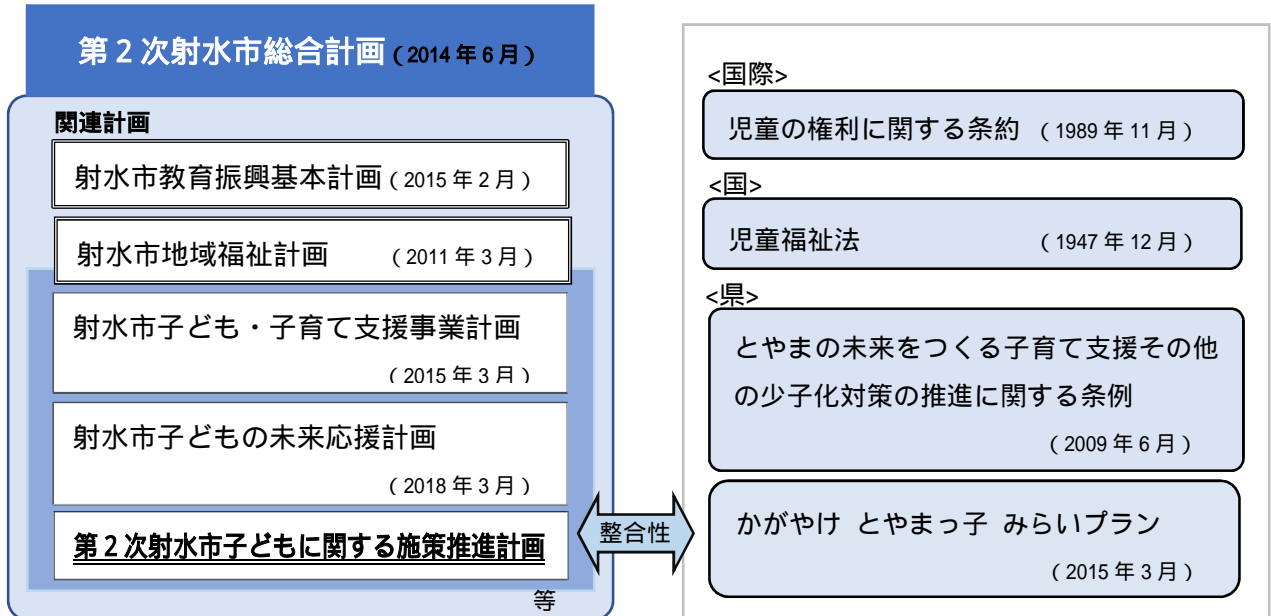 第2次射水市総合計画(2014年6月)
関連計画
射水市教育振興基本計画(2015年2月)
射水市地域福祉計画 (2011年3月)
射水市子ども・子育て支援事業計画
(2015年3月)
射水市子どもの未来応援計画
(2018年3月)
第2次射水市子どもに関する施策推進計画
等
整合性
<国際>
児童の権利に関する条約 (1989年11月)
<国>
児童福祉法 (1947年12月)
<県>
とやまの未来をつくる子育て支援その他
の少子化対策の推進に関する条例
(2009年6月)
かがやけ とやまっ子 みらいプラン
(2015年3月)